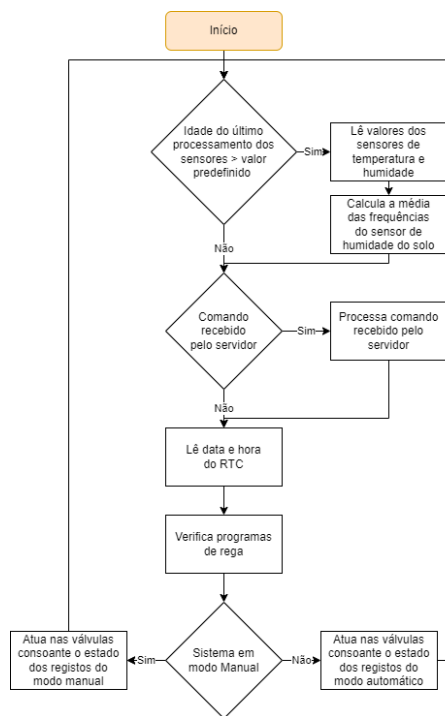 Início
Idade do último
processamento dos
sensores > valor
predefinido
Sim
Lê valores dos
sensores de
temperatura e
humidade
Calcula a média
das frequências
do sensor de
humidade do solo
Não
Comando
recebido
pelo servidor
Sim
Processa comando
recebido pelo
servidor
Não
Lê data e hora
do RTC
Verifica programas
de rega
Sistema em
modo Manual
Sim
Atua nas válvulas
consoante o estado
dos registos do
modo manual
Não
Atua nas válvulas
consoante o estado
dos registos do
modo automático